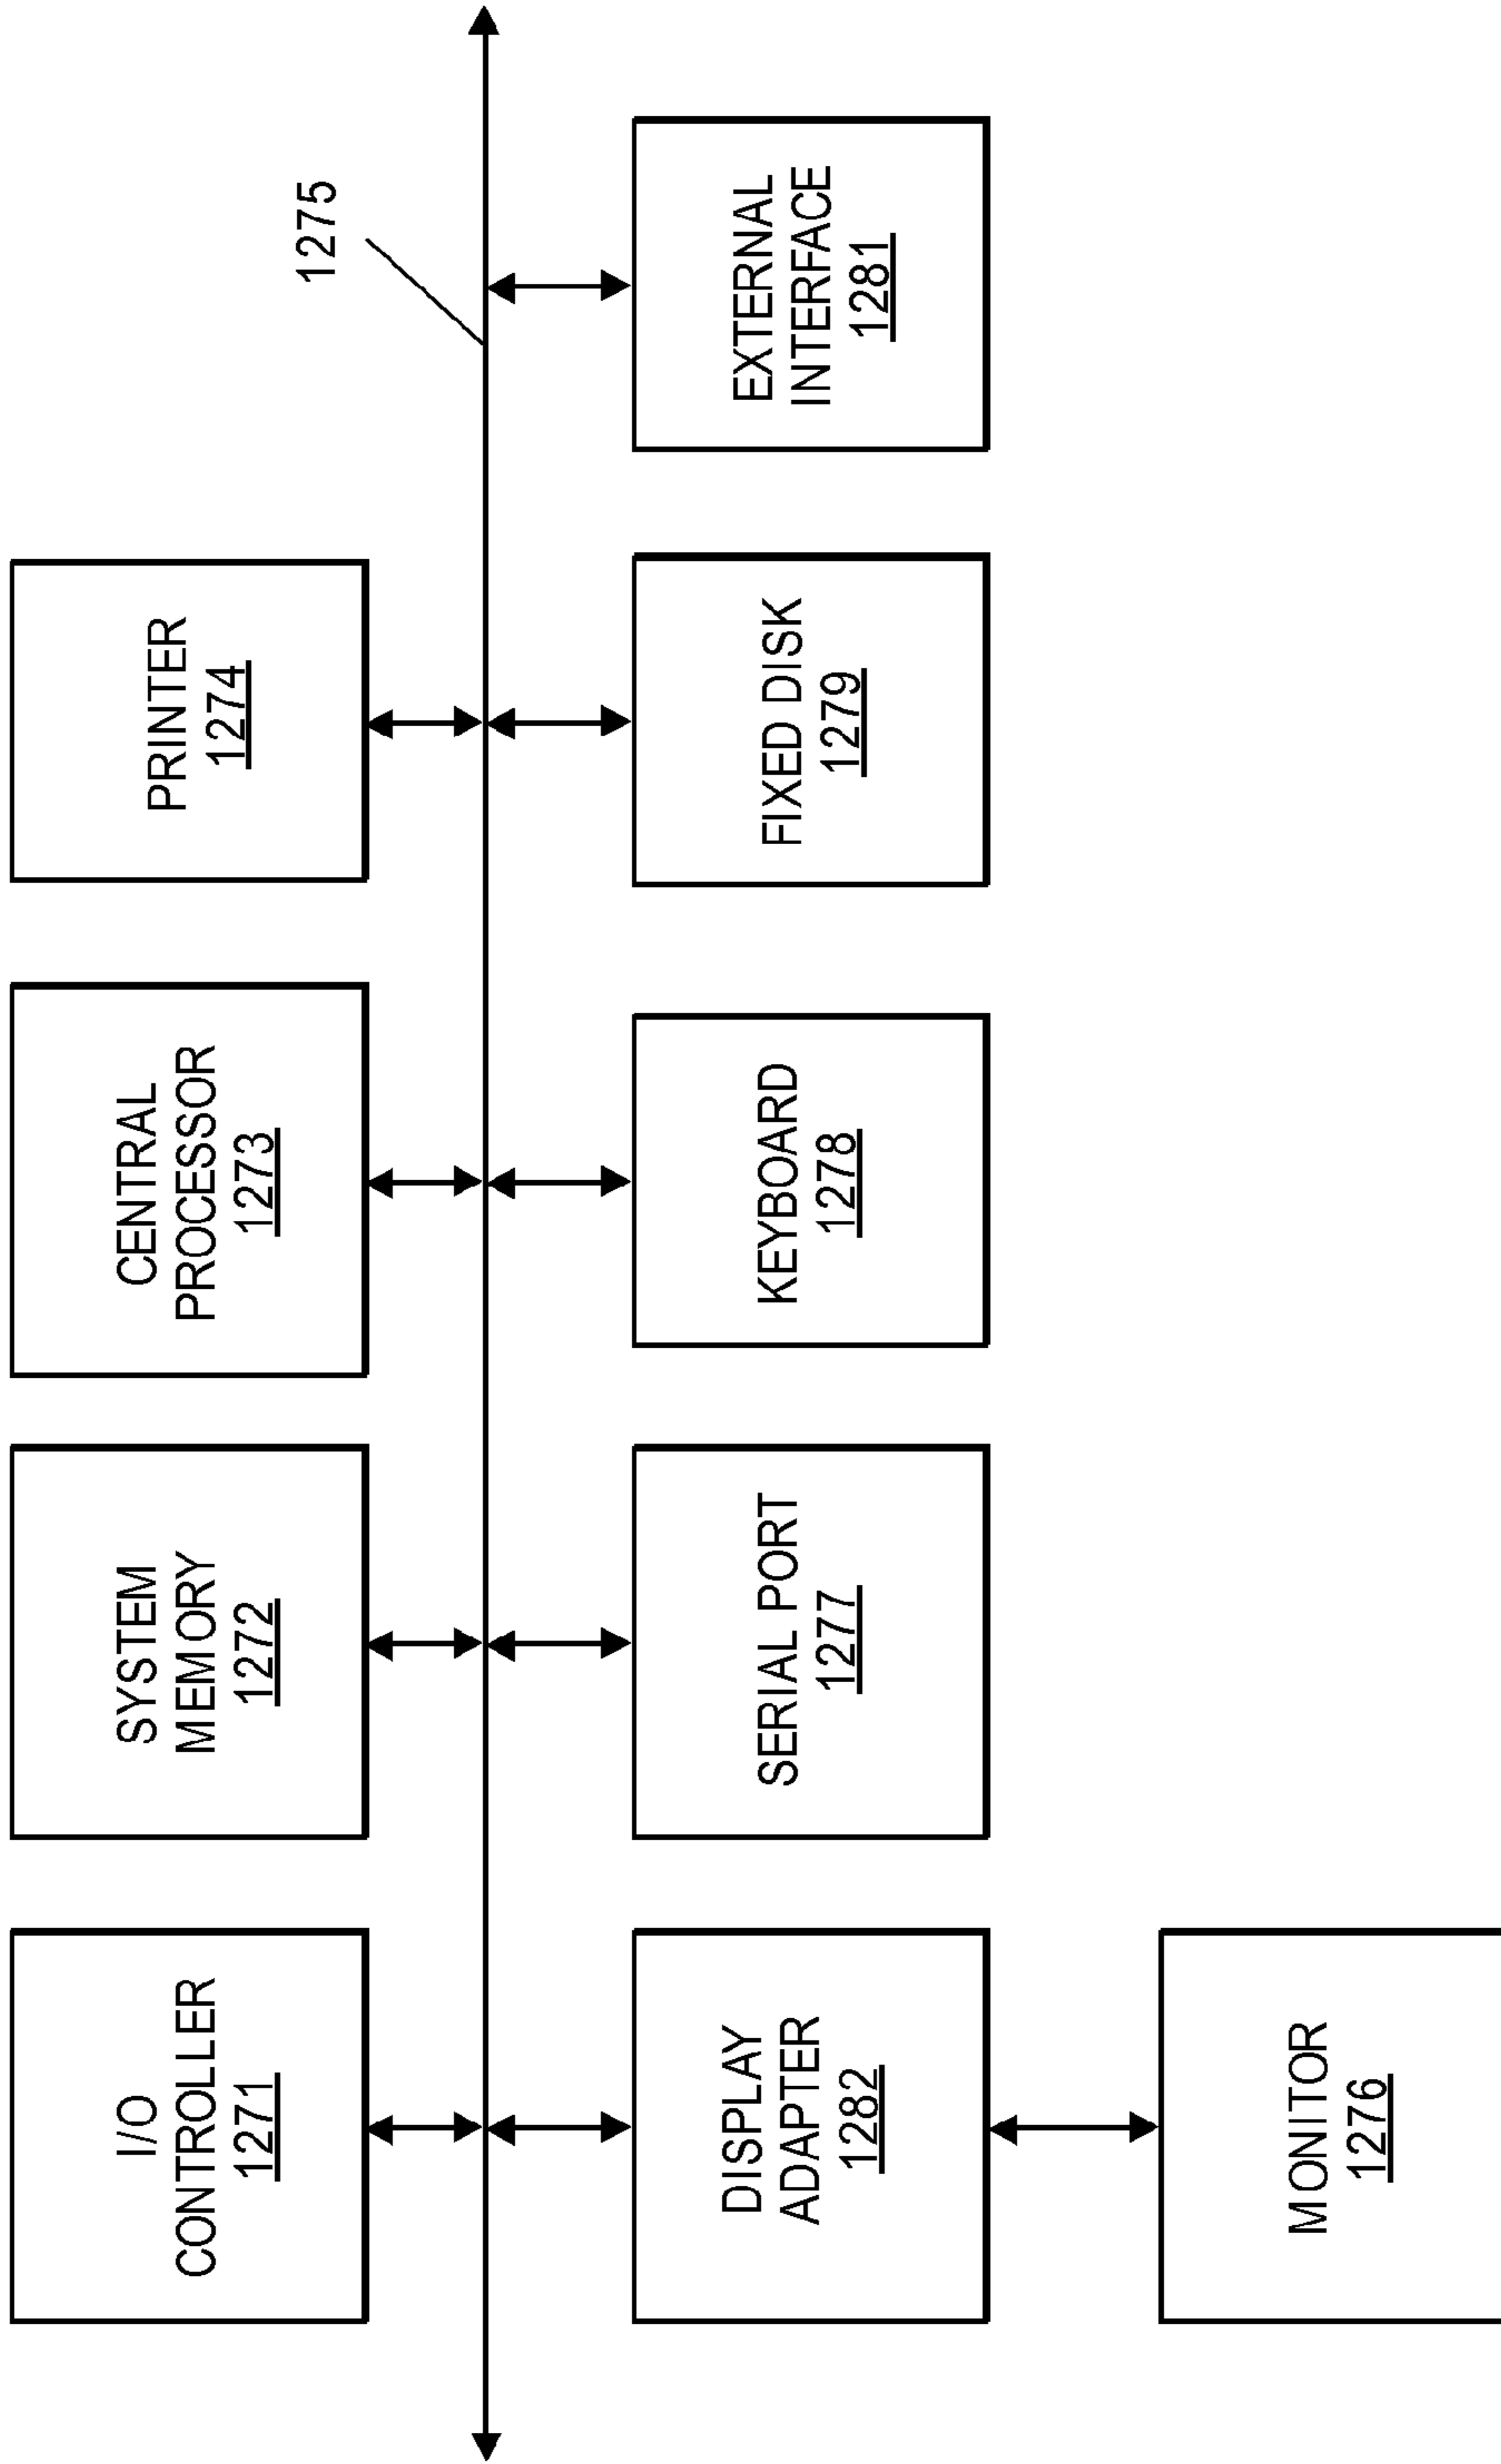 I/O
CONTROLLER
1271
SYSTEM
MEMORY
1272
CENTRAL
PROCESSOR
1273
PRINTER
1274
1275
DISPLAY
ADAPTER
1282
SERIAL PORT
1277
KEYBOARD
1278
FIXED DISK
1279
EXTERNAL
INTERFACE
1281
MONITOR
1276